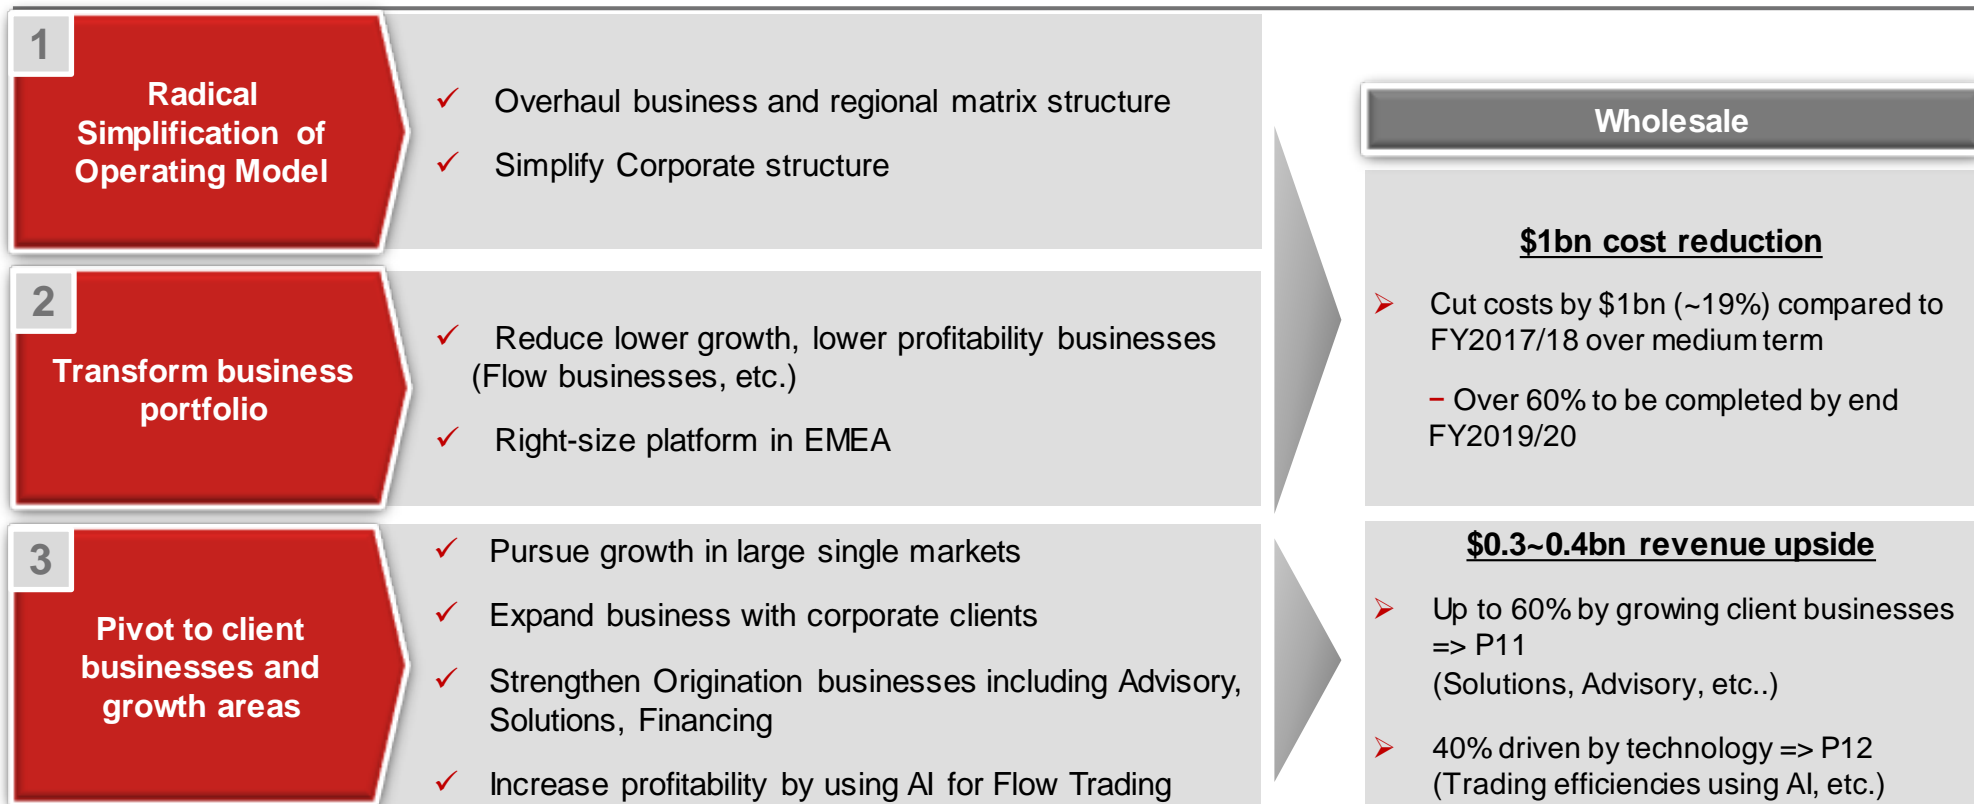 1
Radical
Simplification of
Operating Model
✓ Overhaul business and regional matrix structure
✓ Simplify Corporate structure
2
Transform business
portfolio
✓ Reduce lower growth, lower profitability businesses
(Flow businesses, etc.)
✓ Right-size platform in EMEA
3
Pivot to client
businesses and
growth areas
✓ Pursue growth in large single markets
✓ Expand business with corporate clients
✓ Strengthen Origination businesses including Advisory,
Solutions, Financing
✓ Increase profitability by using AI for Flow Trading
Wholesale
$1bn cost reduction
➢ Cut costs by $1bn (~19%) compared to
FY2017/18 over medium term
− Over 60% to be completed by end
FY2019/20
$0.3~0.4bn revenue upside
➢ Up to 60% by growing client businesses
=> P11
(Solutions, Advisory, etc..)
➢ 40% driven by technology => P12
(Trading efficiencies using AI, etc.)